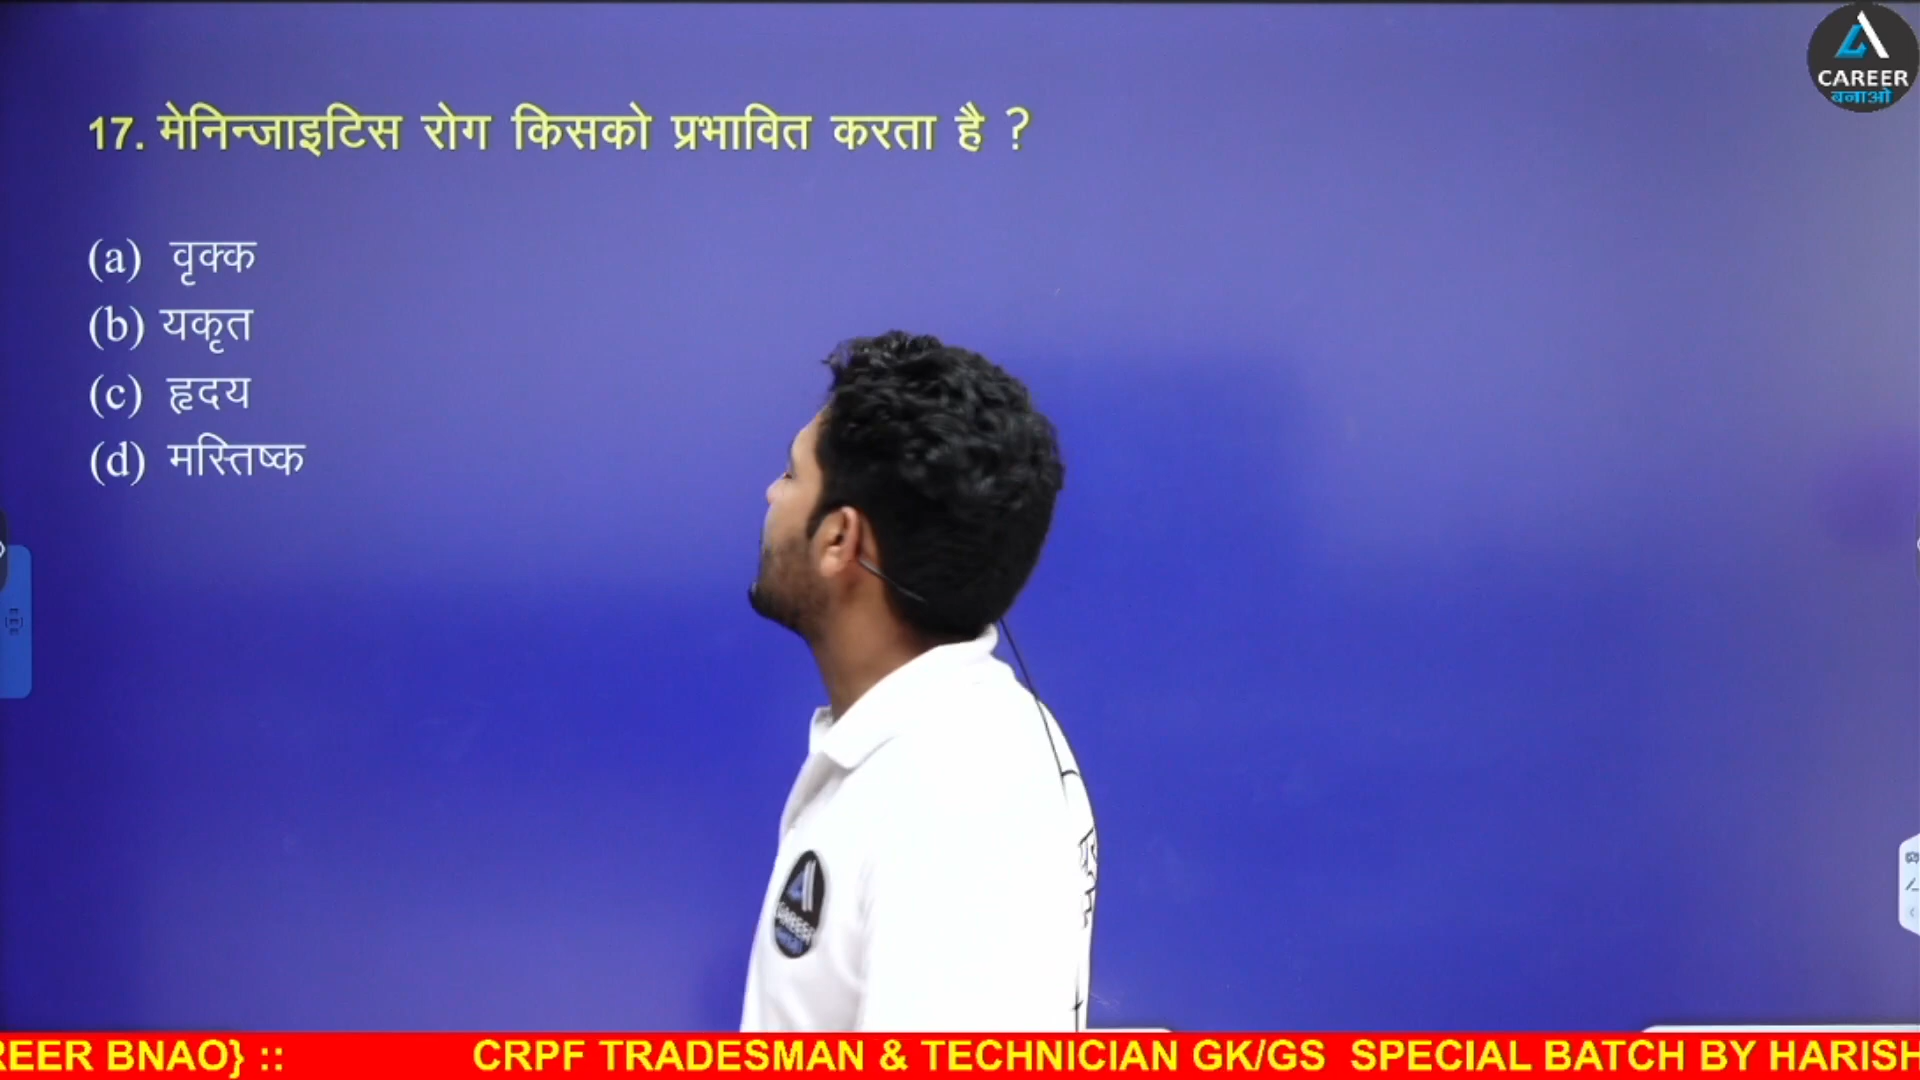 CAREER
बनाओ
17. मेनिन्जाइटिस रोग किसको प्रभावित करता है ?
(a) वृक्क
(b) यकृत
(c) हृदय
(d) मस्तिष्क
CAREER
REER BNAO} :: CRPF TRADESMAN & TECHNICIAN GK/GS SPECIAL BATCH BY HARISH